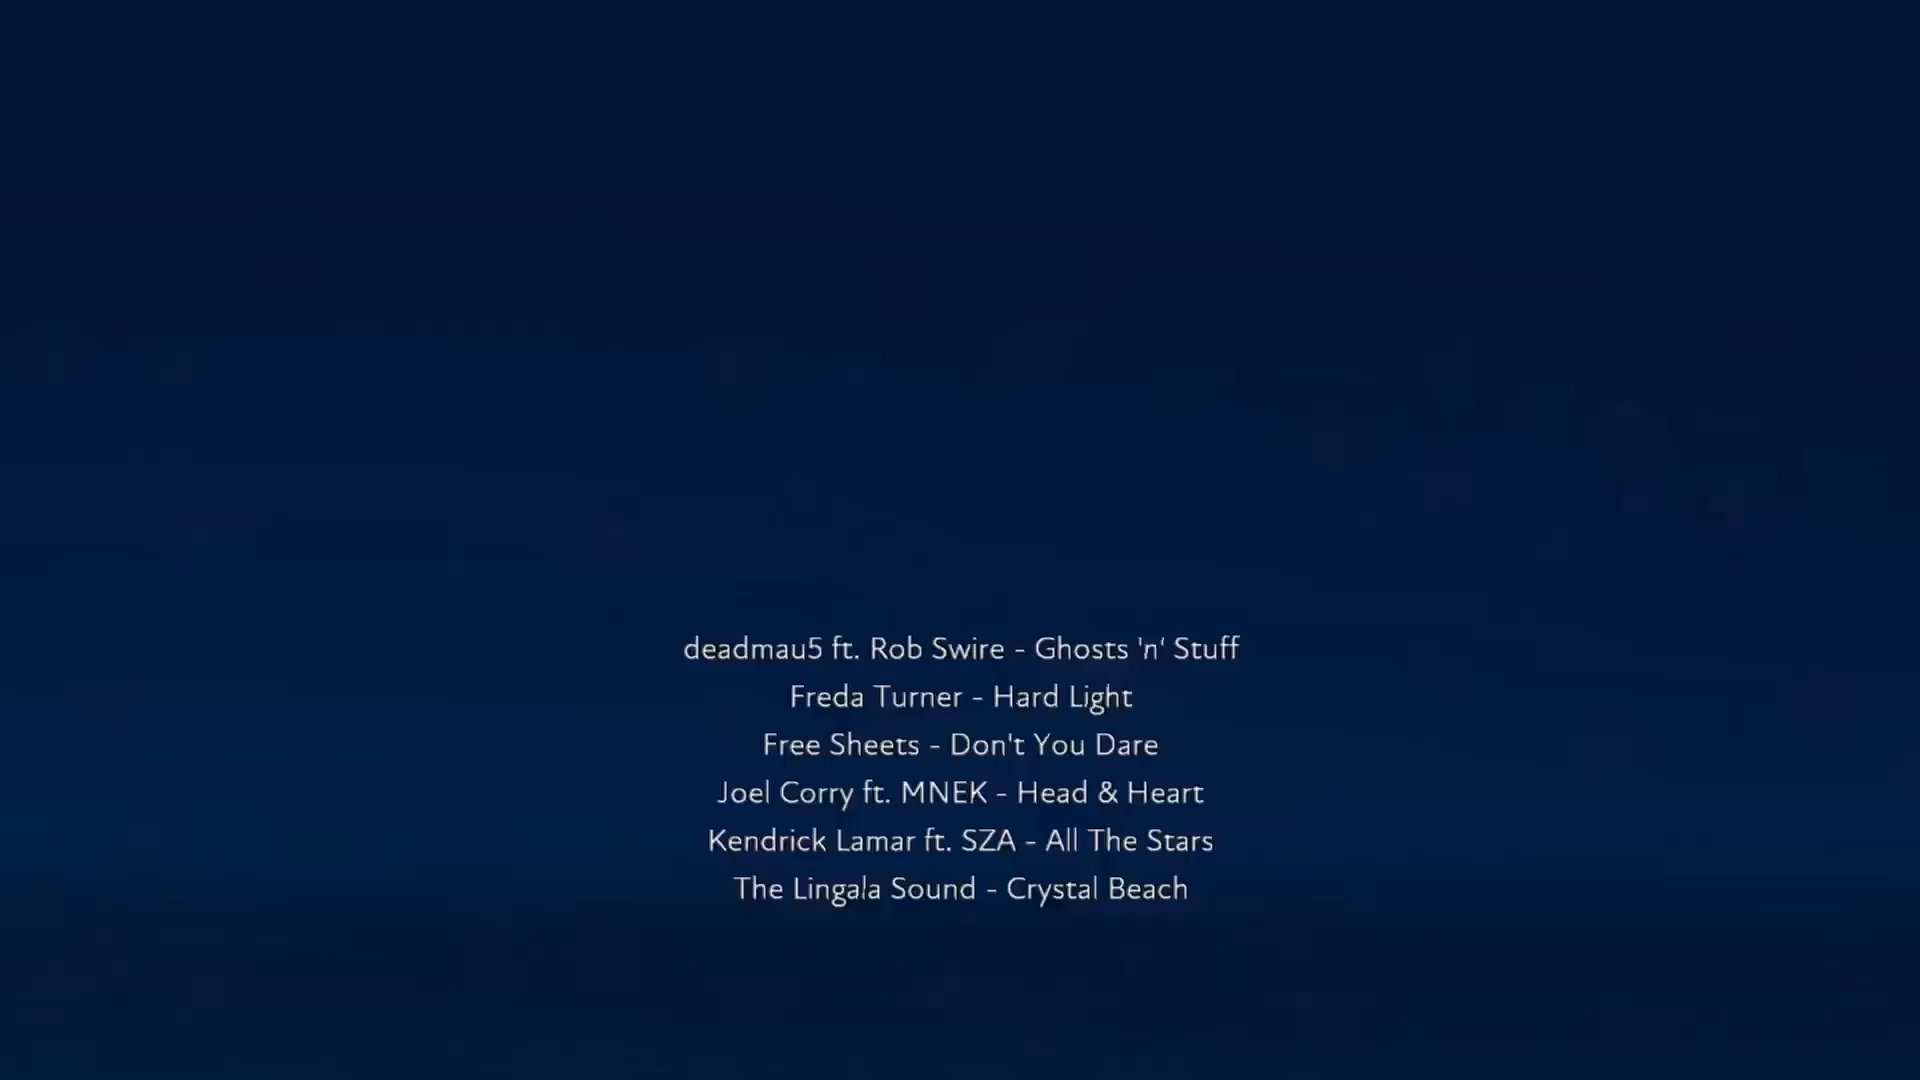 deadmau5 ft. Rob Swire - Ghosts 'n' Stuff
Freda Turner - Hard Light
Free Sheets - Don't You Dare
Joel Corry ft. MNEK - Head & Heart
Kendrick Lamar ft. SZA - All The Stars
The Lingala Sound - Crystal Beach